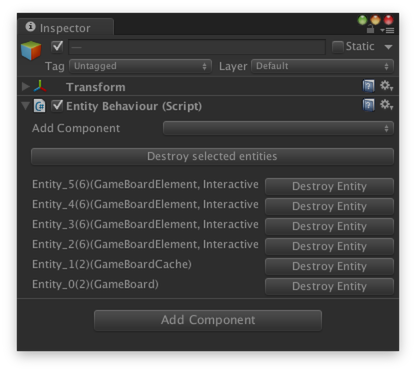 Inspector
—
Static
Tag Untagged Layer Default
Transform
Entity Behaviour (Script)
Add Component
Destroy selected entities
Entity_5(6)(GameBoardElement, Interactive Destroy Entity
Entity_4(6)(GameBoardElement, Interactive Destroy Entity
Entity_3(6)(GameBoardElement, Interactive Destroy Entity
Entity_2(6)(GameBoardElement, Interactive Destroy Entity
Entity_1(2)(GameBoardCache) Destroy Entity
Entity_0(2)(GameBoard) Destroy Entity
Add Component